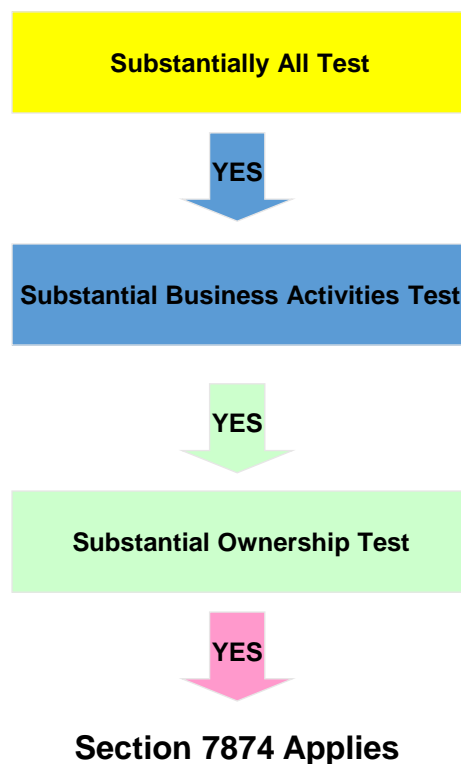 Substantially All Test
YES
Substantial Business Activities Test
YES
Substantial Ownership Test
YES
Section 7874 Applies